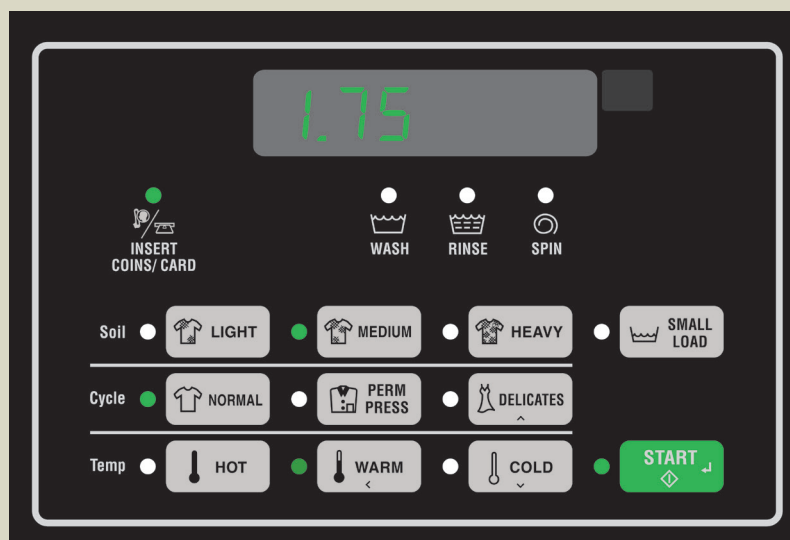 1.75
INSERT
COINS/ CARD
WASH
RINSE
SPIN
Soil
LIGHT
MEDIUM
HEAVY
SMALL
LOAD
Cycle
NORMAL
PERM
PRESS
DELICATES
Temp
HOT
WARM
COLD
START